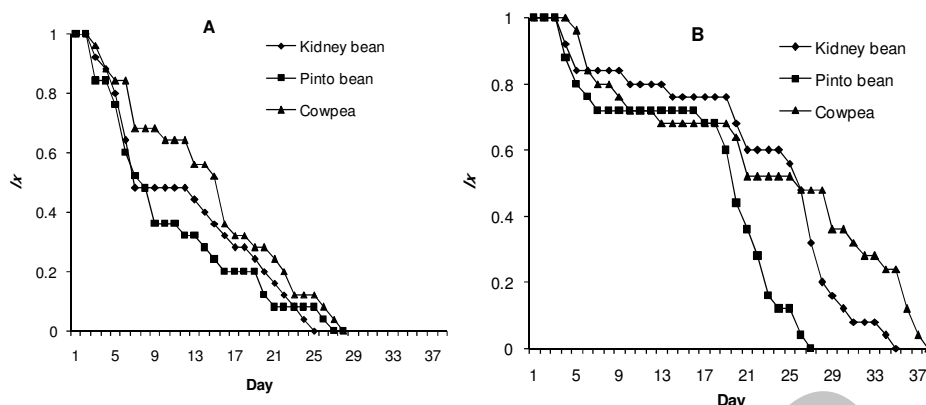 A
Kidney bean
Pinto bean
Cowpea
1
0.8
0.6
0.4
0.2
0
lx
1 5 9 13 17 21 25 29 33 37
Day
B
Kidney bean
Pinto bean
Cowpea
1
0.8
0.6
0.4
0.2
0
lx
1 5 9 13 17 21 25 29 33 37
Day